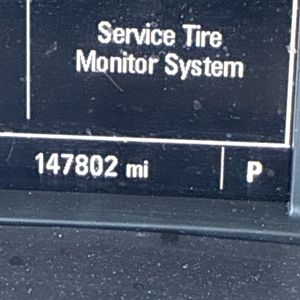 Service Tire
Monitor System
147802 mi P